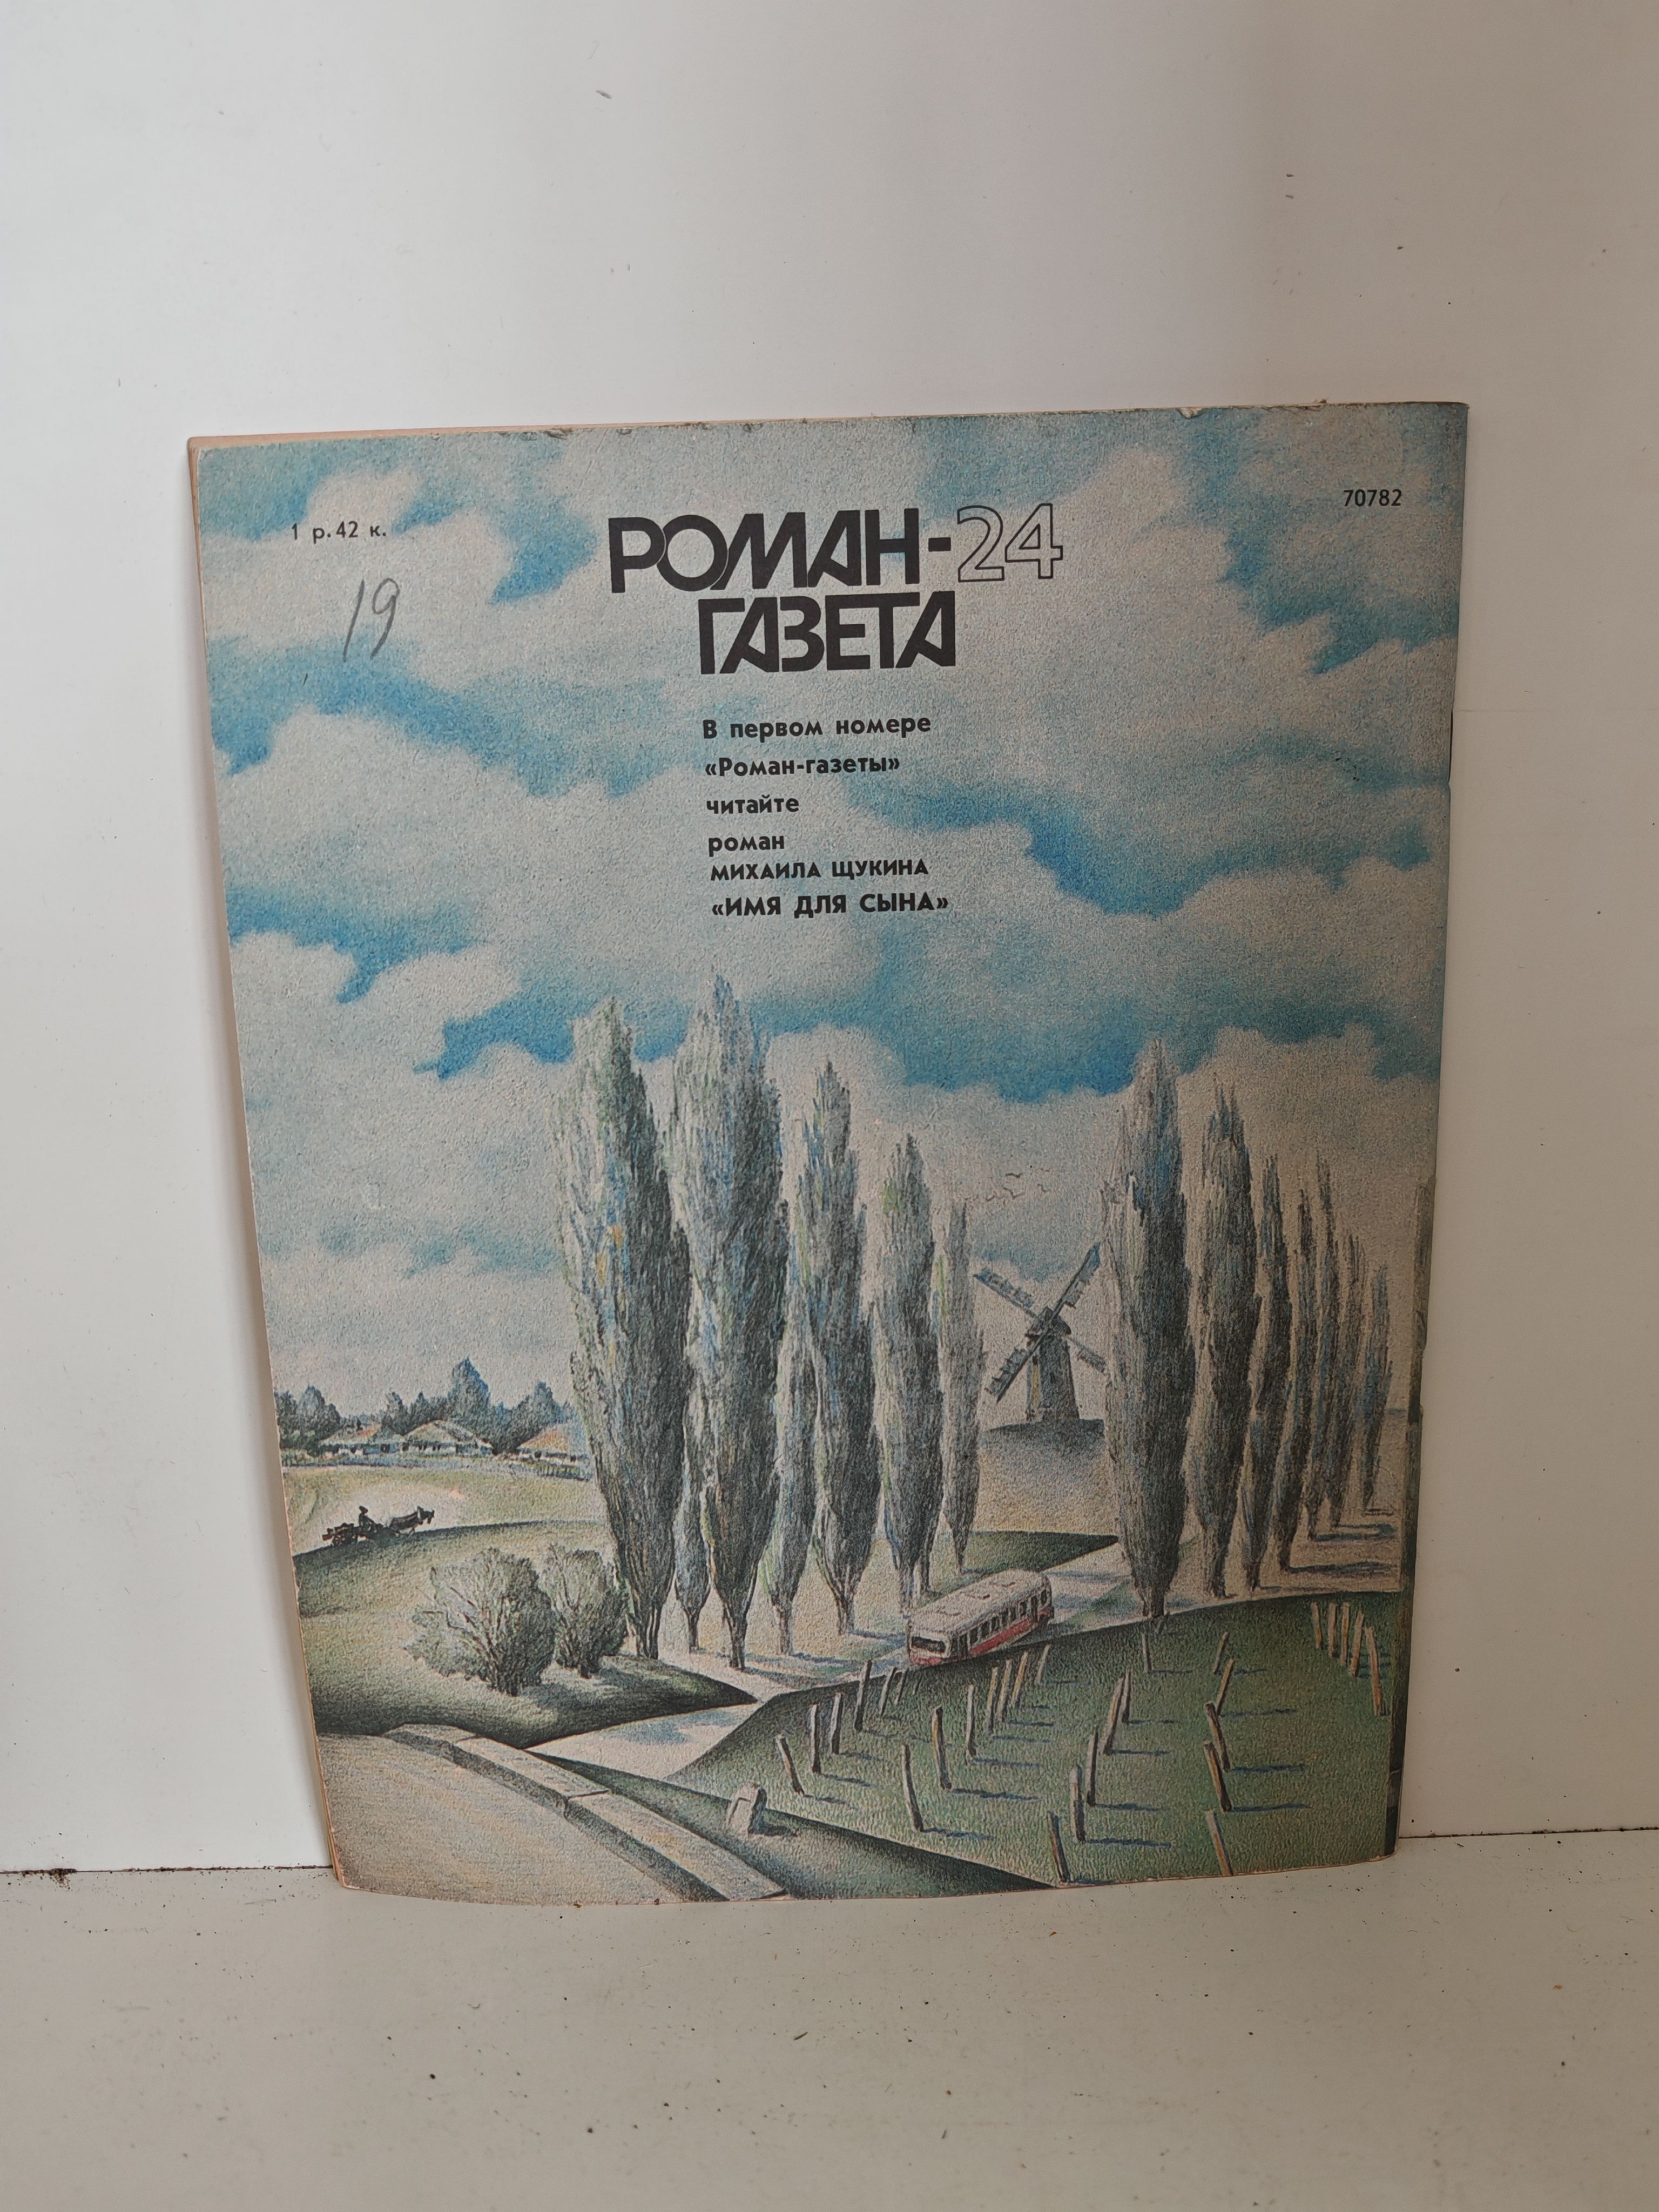 1 р. 42 к.
19
РОМАН-24
ГАЗЕТА
70782
В первом номере
«Роман-газеты»
читайте
роман
МИХАИЛА ЩУКИНА
«ИМЯ ДЛЯ СЫНА»